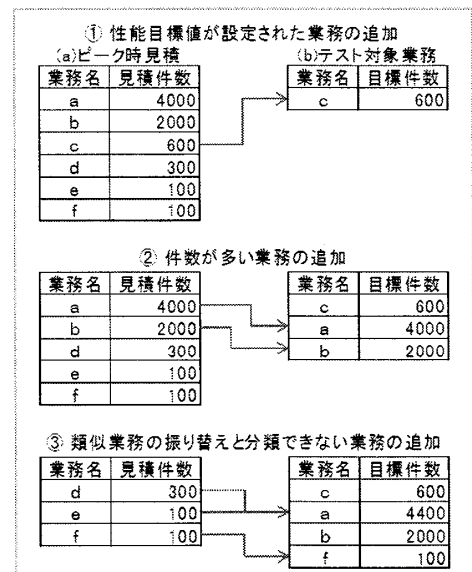 ① 性能目標値が設定された業務の追加
(a)ピーク時見積 (b)テスト対象業務
業務名 見積件数 業務名 目標件数
a 4000 c 600
b 2000
c 600
d 300
e 100
f 100
② 件数が多い業務の追加
業務名 見積件数 業務名 目標件数
a 4000 c 600
b 2000 a 4000
d 300 b 2000
e 100
f 100
③ 類似業務の振り替えと分類できない業務の追加
業務名 見積件数 業務名 目標件数
d 300 c 600
e 100 a 4400
f 100 b 2000
f 100